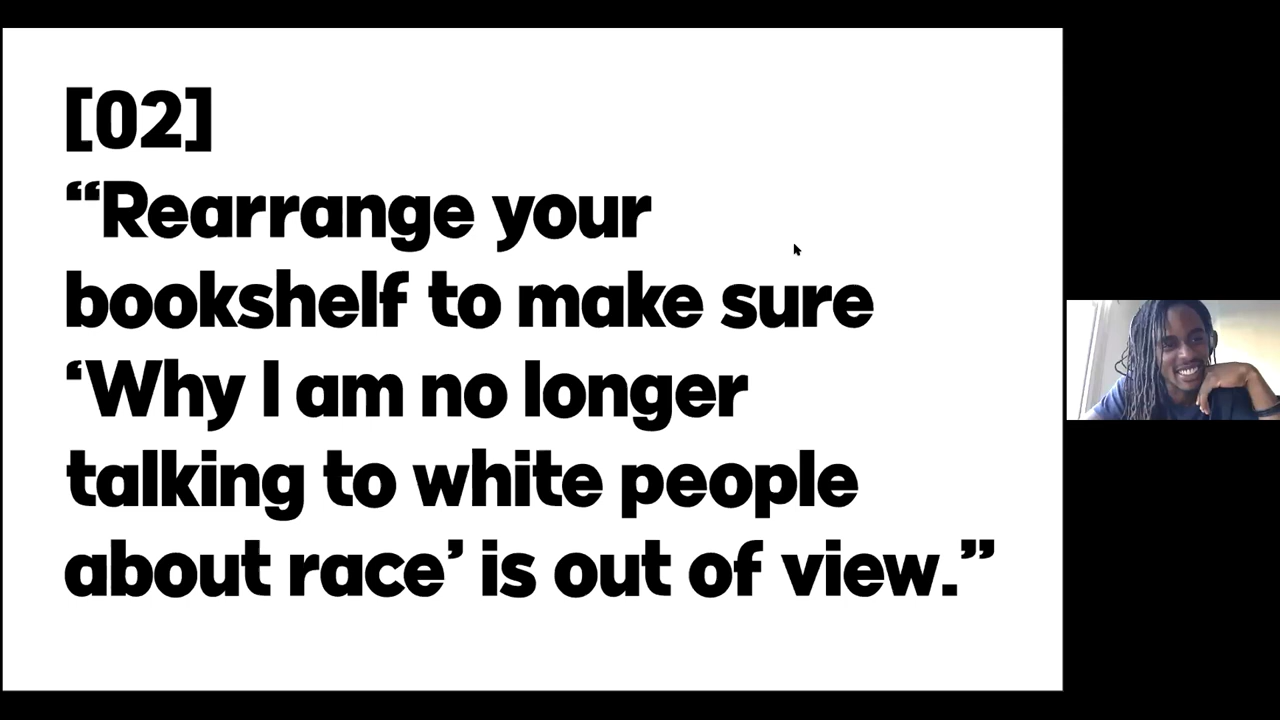 [02]
“Rearrange your
bookshelf to make sure
‘Why I am no longer
talking to white people
about race’ is out of view.”